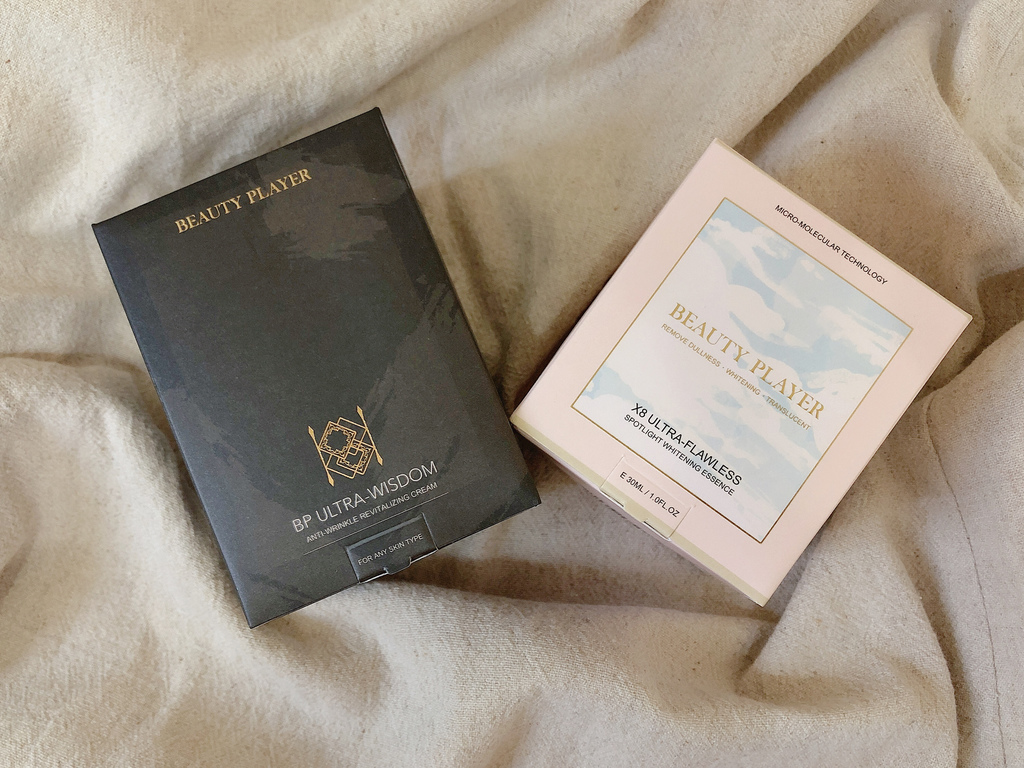 BEAUTY PLAYER
BP ULTRA-WISDOM
ANTI-WRINKLE REVITALIZING CREAM
FOR ANY SKIN TYPE
MICRO-MOLECULAR TECHNOLOGY
BEAUTY PLAYER
REMOVE DULLNESS - WHITENING - TRANSLUCENT
X8 ULTRA-FLAWLESS
SPOTLIGHT WHITENING ESSENCE
E 30ML / 1.0FL.OZ